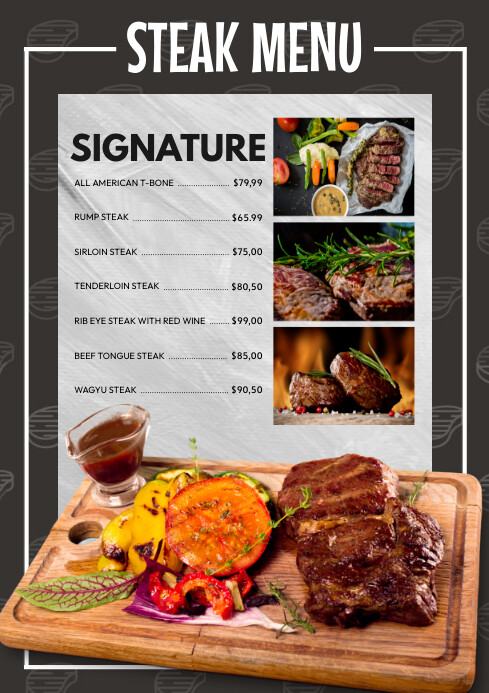 STEAK MENU
SIGNATURE
ALL AMERICAN T-BONE ........................ $79,99
RUMP STEAK ........................................ $65.99
SIRLOIN STEAK .................................... $75,00
TENDERLOIN STEAK ........................... $80,50
RIB EYE STEAK WITH RED WINE ........ $99,00
BEEF TONGUE STEAK ......................... $85,00
WAGYU STEAK ..................................... $90,50